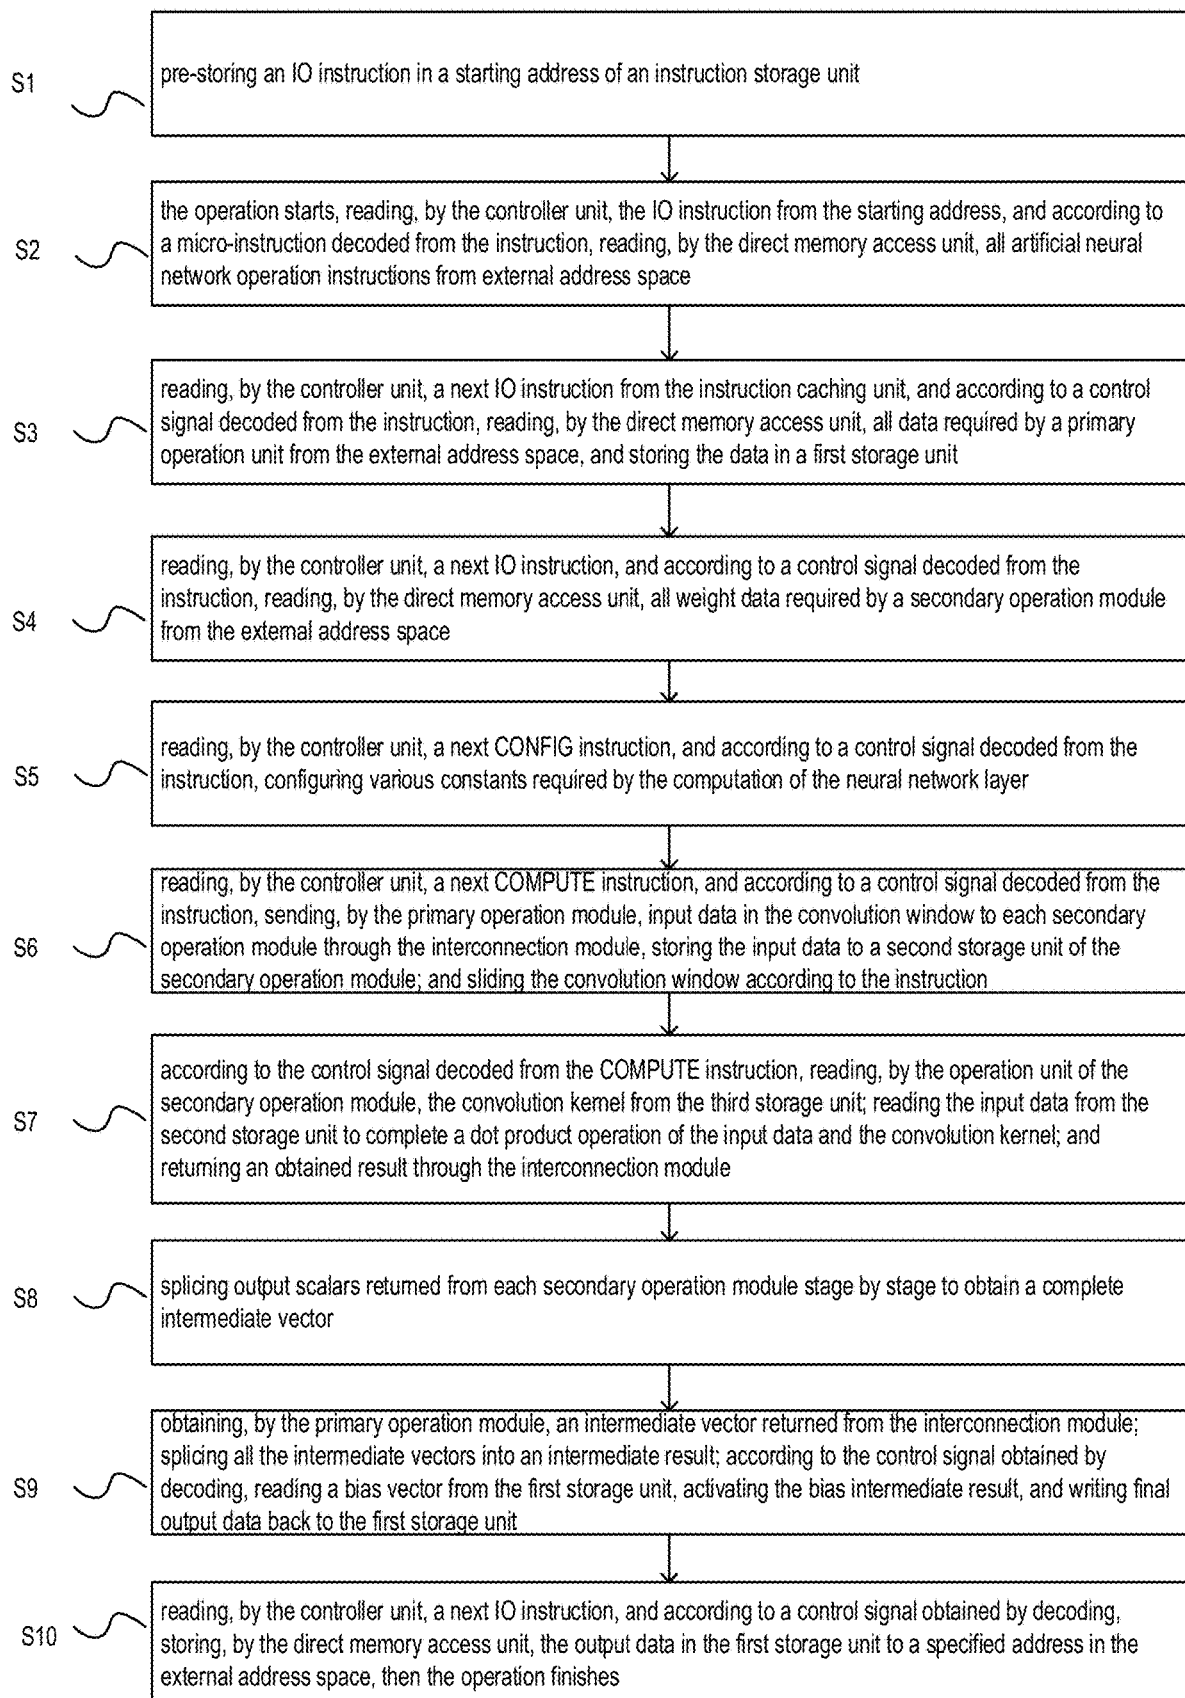 S1
pre-storing an IO instruction in a starting address of an instruction storage unit
S2
the operation starts, reading, by the controller unit, the IO instruction from the starting address, and according to
a micro-instruction decoded from the instruction, reading, by the direct memory access unit, all artificial neural
network operation instructions from external address space
S3
reading, by the controller unit, a next IO instruction from the instruction caching unit, and according to a control
signal decoded from the instruction, reading, by the direct memory access unit, all data required by a primary
operation unit from the external address space, and storing the data in a first storage unit
S4
reading, by the controller unit, a next IO instruction, and according to a control signal decoded from the
instruction, reading, by the direct memory access unit, all weight data required by a secondary operation module
from the external address space
S5
reading, by the controller unit, a next CONFIG instruction, and according to a control signal decoded from the
instruction, configuring various constants required by the computation of the neural network layer
S6
reading, by the controller unit, a next COMPUTE instruction, and according to a control signal decoded from the
instruction, sending, by the primary operation module, input data in the convolution window to each secondary
operation module through the interconnection module, storing the input data to a second storage unit of the
secondary operation module; and sliding the convolution window according to the instruction
S7
according to the control signal decoded from the COMPUTE instruction, reading, by the operation unit of the
secondary operation module, the convolution kernel from the third storage unit; reading the input data from the
second storage unit to complete a dot product operation of the input data and the convolution kernel; and
returning an obtained result through the interconnection module
S8
splicing output scalars returned from each secondary operation module stage by stage to obtain a complete
intermediate vector
S9
obtaining, by the primary operation module, an intermediate vector returned from the interconnection module;
splicing all the intermediate vectors into an intermediate result; according to the control signal obtained by
decoding, reading a bias vector from the first storage unit, activating the bias intermediate result, and writing final
output data back to the first storage unit
S10
reading, by the controller unit, a next IO instruction, and according to a control signal obtained by decoding,
storing, by the direct memory access unit, the output data in the first storage unit to a specified address in the
external address space, then the operation finishes